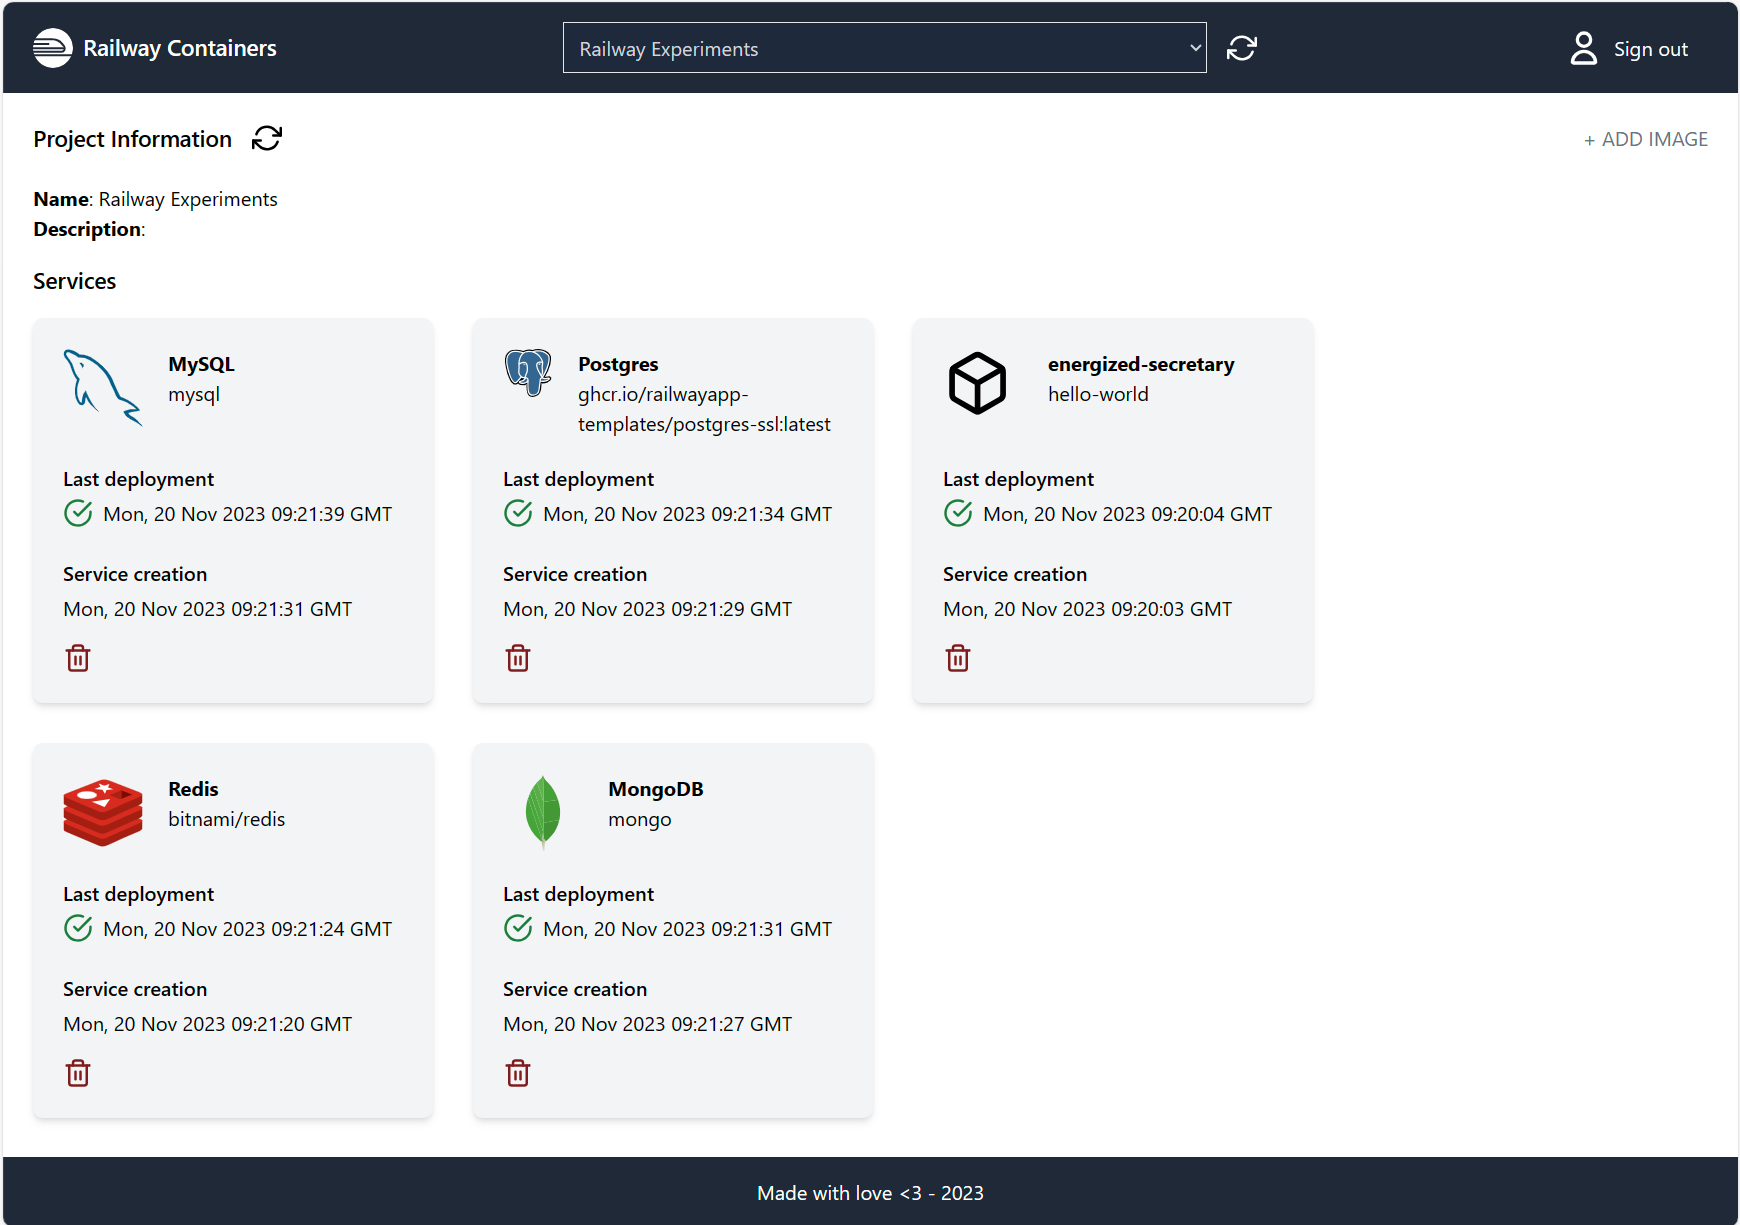 Railway Containers
Railway Experiments
Sign out
Project Information
+ ADD IMAGE
Name: Railway Experiments
Description:
Services
MySQL
mysql
Last deployment
Mon, 20 Nov 2023 09:21:39 GMT
Service creation
Mon, 20 Nov 2023 09:21:31 GMT
Postgres
ghcr.io/railwayapp-
templates/postgres-ssl:latest
Last deployment
Mon, 20 Nov 2023 09:21:34 GMT
Service creation
Mon, 20 Nov 2023 09:21:29 GMT
energized-secretary
hello-world
Last deployment
Mon, 20 Nov 2023 09:20:04 GMT
Service creation
Mon, 20 Nov 2023 09:20:03 GMT
Redis
bitnami/redis
Last deployment
Mon, 20 Nov 2023 09:21:24 GMT
Service creation
Mon, 20 Nov 2023 09:21:20 GMT
MongoDB
mongo
Last deployment
Mon, 20 Nov 2023 09:21:31 GMT
Service creation
Mon, 20 Nov 2023 09:21:27 GMT
Made with love <3 - 2023